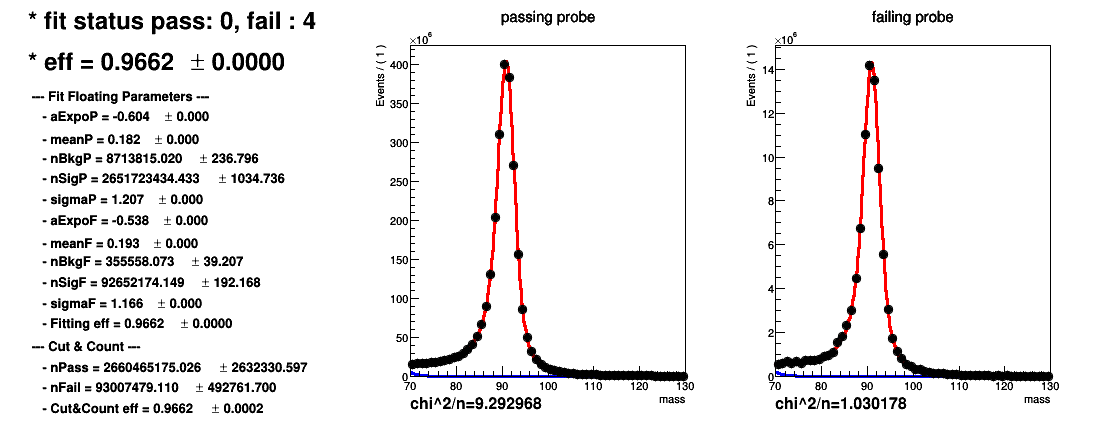 * fit status pass: 0, fail : 4
* eff = 0.9662 ± 0.0000
--- Fit Floating Parameters ---
- aExpoP = -0.604 ± 0.000
- meanP = 0.182 ± 0.000
- nBkgP = 8713815.020 ± 236.796
- nSigP = 2651723434.433 ± 1034.736
- sigmaP = 1.207 ± 0.000
- aExpoF = -0.538 ± 0.000
- meanF = 0.193 ± 0.000
- nBkgF = 355558.073 ± 39.207
- nSigF = 92652174.149 ± 192.168
- sigmaF = 1.166 ± 0.000
- Fitting eff = 0.9662 ± 0.0000
--- Cut & Count ---
- nPass = 2660465175.026 ± 2632330.597
- nFail = 93007479.110 ± 492761.700
- Cut&Count eff = 0.9662 ± 0.0002
passing probe
×10⁶
Events / ( 1 )
400
350
300
250
200
150
100
50
0
70 80 90 100 110 120 130
mass
chi^2/n=9.292968
failing probe
×10⁶
Events / ( 1 )
14
12
10
8
6
4
2
0
70 80 90 100 110 120 130
mass
chi^2/n=1.030178